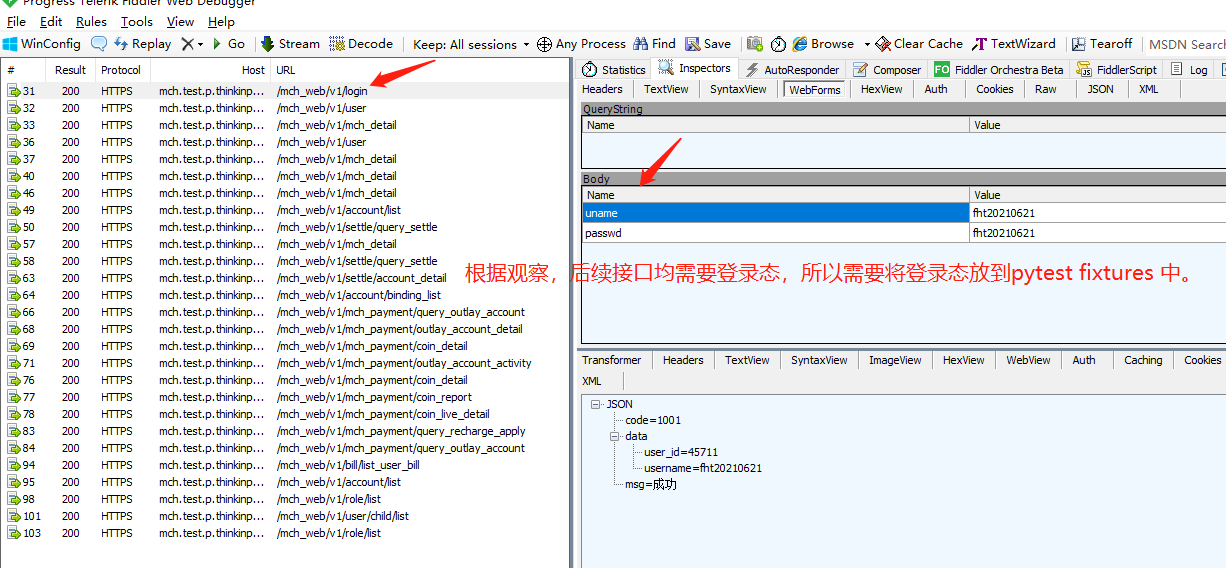 Progress Telerik Fiddler Web Debugger
File Edit Rules Tools View Help
WinConfig Replay Go Stream Decode Keep: All sessions Any Process Find Save Browse Clear Cache TextWizard Tearoff MSDN Search
# Result Protocol Host URL
31 200 HTTPS mch.test.p.thinkinp... /mch_web/v1/login
32 200 HTTPS mch.test.p.thinkinp... /mch_web/v1/user
33 200 HTTPS mch.test.p.thinkinp... /mch_web/v1/mch_detail
36 200 HTTPS mch.test.p.thinkinp... /mch_web/v1/user
37 200 HTTPS mch.test.p.thinkinp... /mch_web/v1/mch_detail
40 200 HTTPS mch.test.p.thinkinp... /mch_web/v1/mch_detail
46 200 HTTPS mch.test.p.thinkinp... /mch_web/v1/mch_detail
49 200 HTTPS mch.test.p.thinkinp... /mch_web/v1/account/list
50 200 HTTPS mch.test.p.thinkinp... /mch_web/v1/settle/query_settle
57 200 HTTPS mch.test.p.thinkinp... /mch_web/v1/mch_detail
58 200 HTTPS mch.test.p.thinkinp... /mch_web/v1/settle/query_settle
63 200 HTTPS mch.test.p.thinkinp... /mch_web/v1/settle/account_detail
64 200 HTTPS mch.test.p.thinkinp... /mch_web/v1/account/binding_list
66 200 HTTPS mch.test.p.thinkinp... /mch_web/v1/mch_payment/query_outlay_account
68 200 HTTPS mch.test.p.thinkinp... /mch_web/v1/mch_payment/outlay_account_detail
69 200 HTTPS mch.test.p.thinkinp... /mch_web/v1/mch_payment/coin_detail
71 200 HTTPS mch.test.p.thinkinp... /mch_web/v1/mch_payment/outlay_account_activity
76 200 HTTPS mch.test.p.thinkinp... /mch_web/v1/mch_payment/coin_detail
77 200 HTTPS mch.test.p.thinkinp... /mch_web/v1/mch_payment/coin_report
78 200 HTTPS mch.test.p.thinkinp... /mch_web/v1/mch_payment/coin_live_detail
83 200 HTTPS mch.test.p.thinkinp... /mch_web/v1/mch_payment/query_recharge_apply
84 200 HTTPS mch.test.p.thinkinp... /mch_web/v1/mch_payment/query_outlay_account
94 200 HTTPS mch.test.p.thinkinp... /mch_web/v1/bill/list_user_bill
95 200 HTTPS mch.test.p.thinkinp... /mch_web/v1/account/list
98 200 HTTPS mch.test.p.thinkinp... /mch_web/v1/role/list
101 200 HTTPS mch.test.p.thinkinp... /mch_web/v1/user/child/list
103 200 HTTPS mch.test.p.thinkinp... /mch_web/v1/role/list
Statistics Inspectors AutoResponder Composer FO Fiddler Orchestra Beta FiddlerScript Log
Headers TextView SyntaxView WebForms HexView Auth Cookies Raw JSON XML
QueryString
Name Value
Body
Name Value
uname fht20210621
passwd fht20210621
根据观察，后续接口均需要登录态，所以需要将登录态放到pytest fixtures 中。
Transformer Headers TextView SyntaxView ImageView HexView WebView Auth Caching Cookies
XML
JSON
code=1001
data
user_id=45711
username=fht20210621
msg=成功